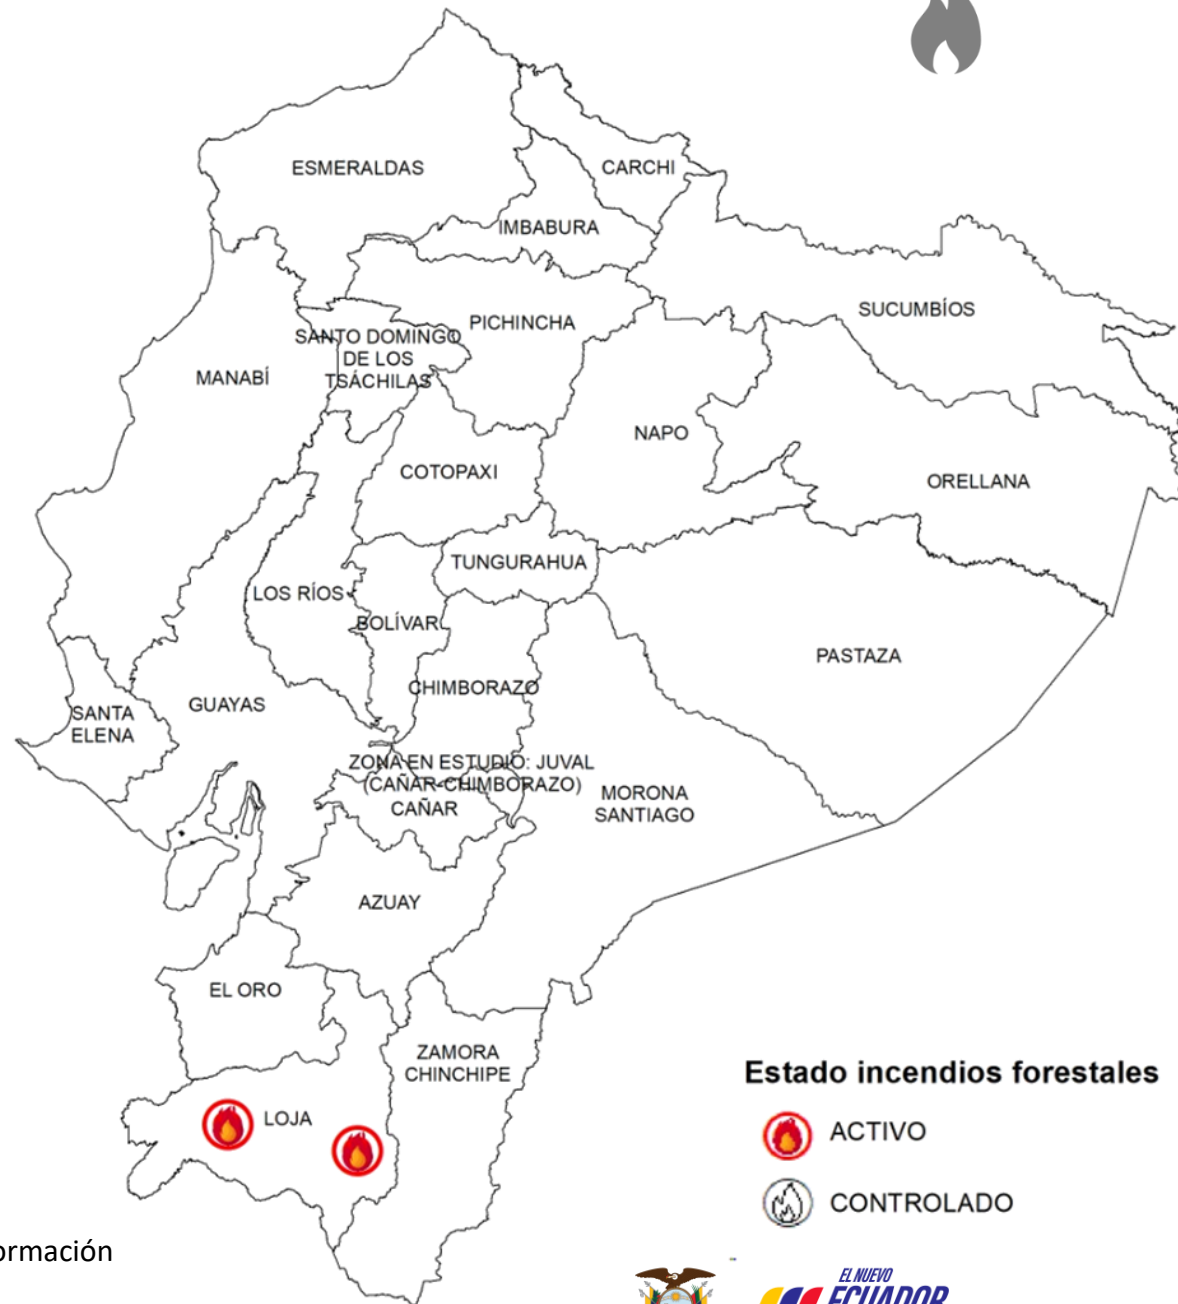 ESMERALDAS
CARCHI
IMBABURA
SUCUMBÍOS
PICHINCHA
SANTO DOMINGO
DE LOS
TSÁCHILAS
MANABÍ
NAPO
COTOPAXI
ORELLANA
TUNGURAHUA
LOS RÍOS
BOLÍVAR
PASTAZA
CHIMBORAZO
GUAYAS
SANTA
ELENA
ZONA EN ESTUDIO: JUVAL
(CAÑAR-CHIMBORAZO)
CAÑAR
MORONA
SANTIAGO
AZUAY
EL ORO
ZAMORA
CHINCHIPE
LOJA
Estado incendios forestales
ACTIVO
CONTROLADO
ormación
EL NUEVO
ECUADOR